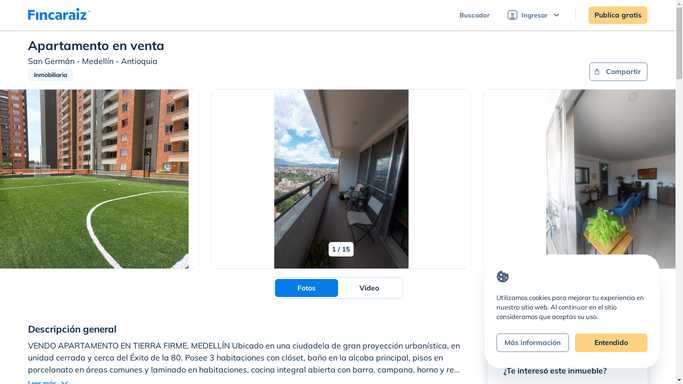 Fincaraiz
Buscador
Ingresar
Publica gratis
Apartamento en venta
San Germán - Medellín - Antioquia
Inmobiliaria
Compartir
1 / 15
Fotos
Video
Utilizamos cookies para mejorar tu experiencia en
nuestro sitio web. Al continuar en el sitio
consideramos que aceptas su uso.
Más información
Entendido
Descripción general
VENDO APARTAMENTO EN TIERRA FIRME, MEDELLÍN Ubicado en una ciudadela de gran proyección urbanística, en
unidad cerrada y cerca del Éxito de la 80. Posee 3 habitaciones con clóset, baño en la alcoba principal, pisos en
porcelanato en áreas comunes y laminado en habitaciones, cocina integral abierta con barra, campana, horno y re...
Leer más
¿Te interesó este inmueble?